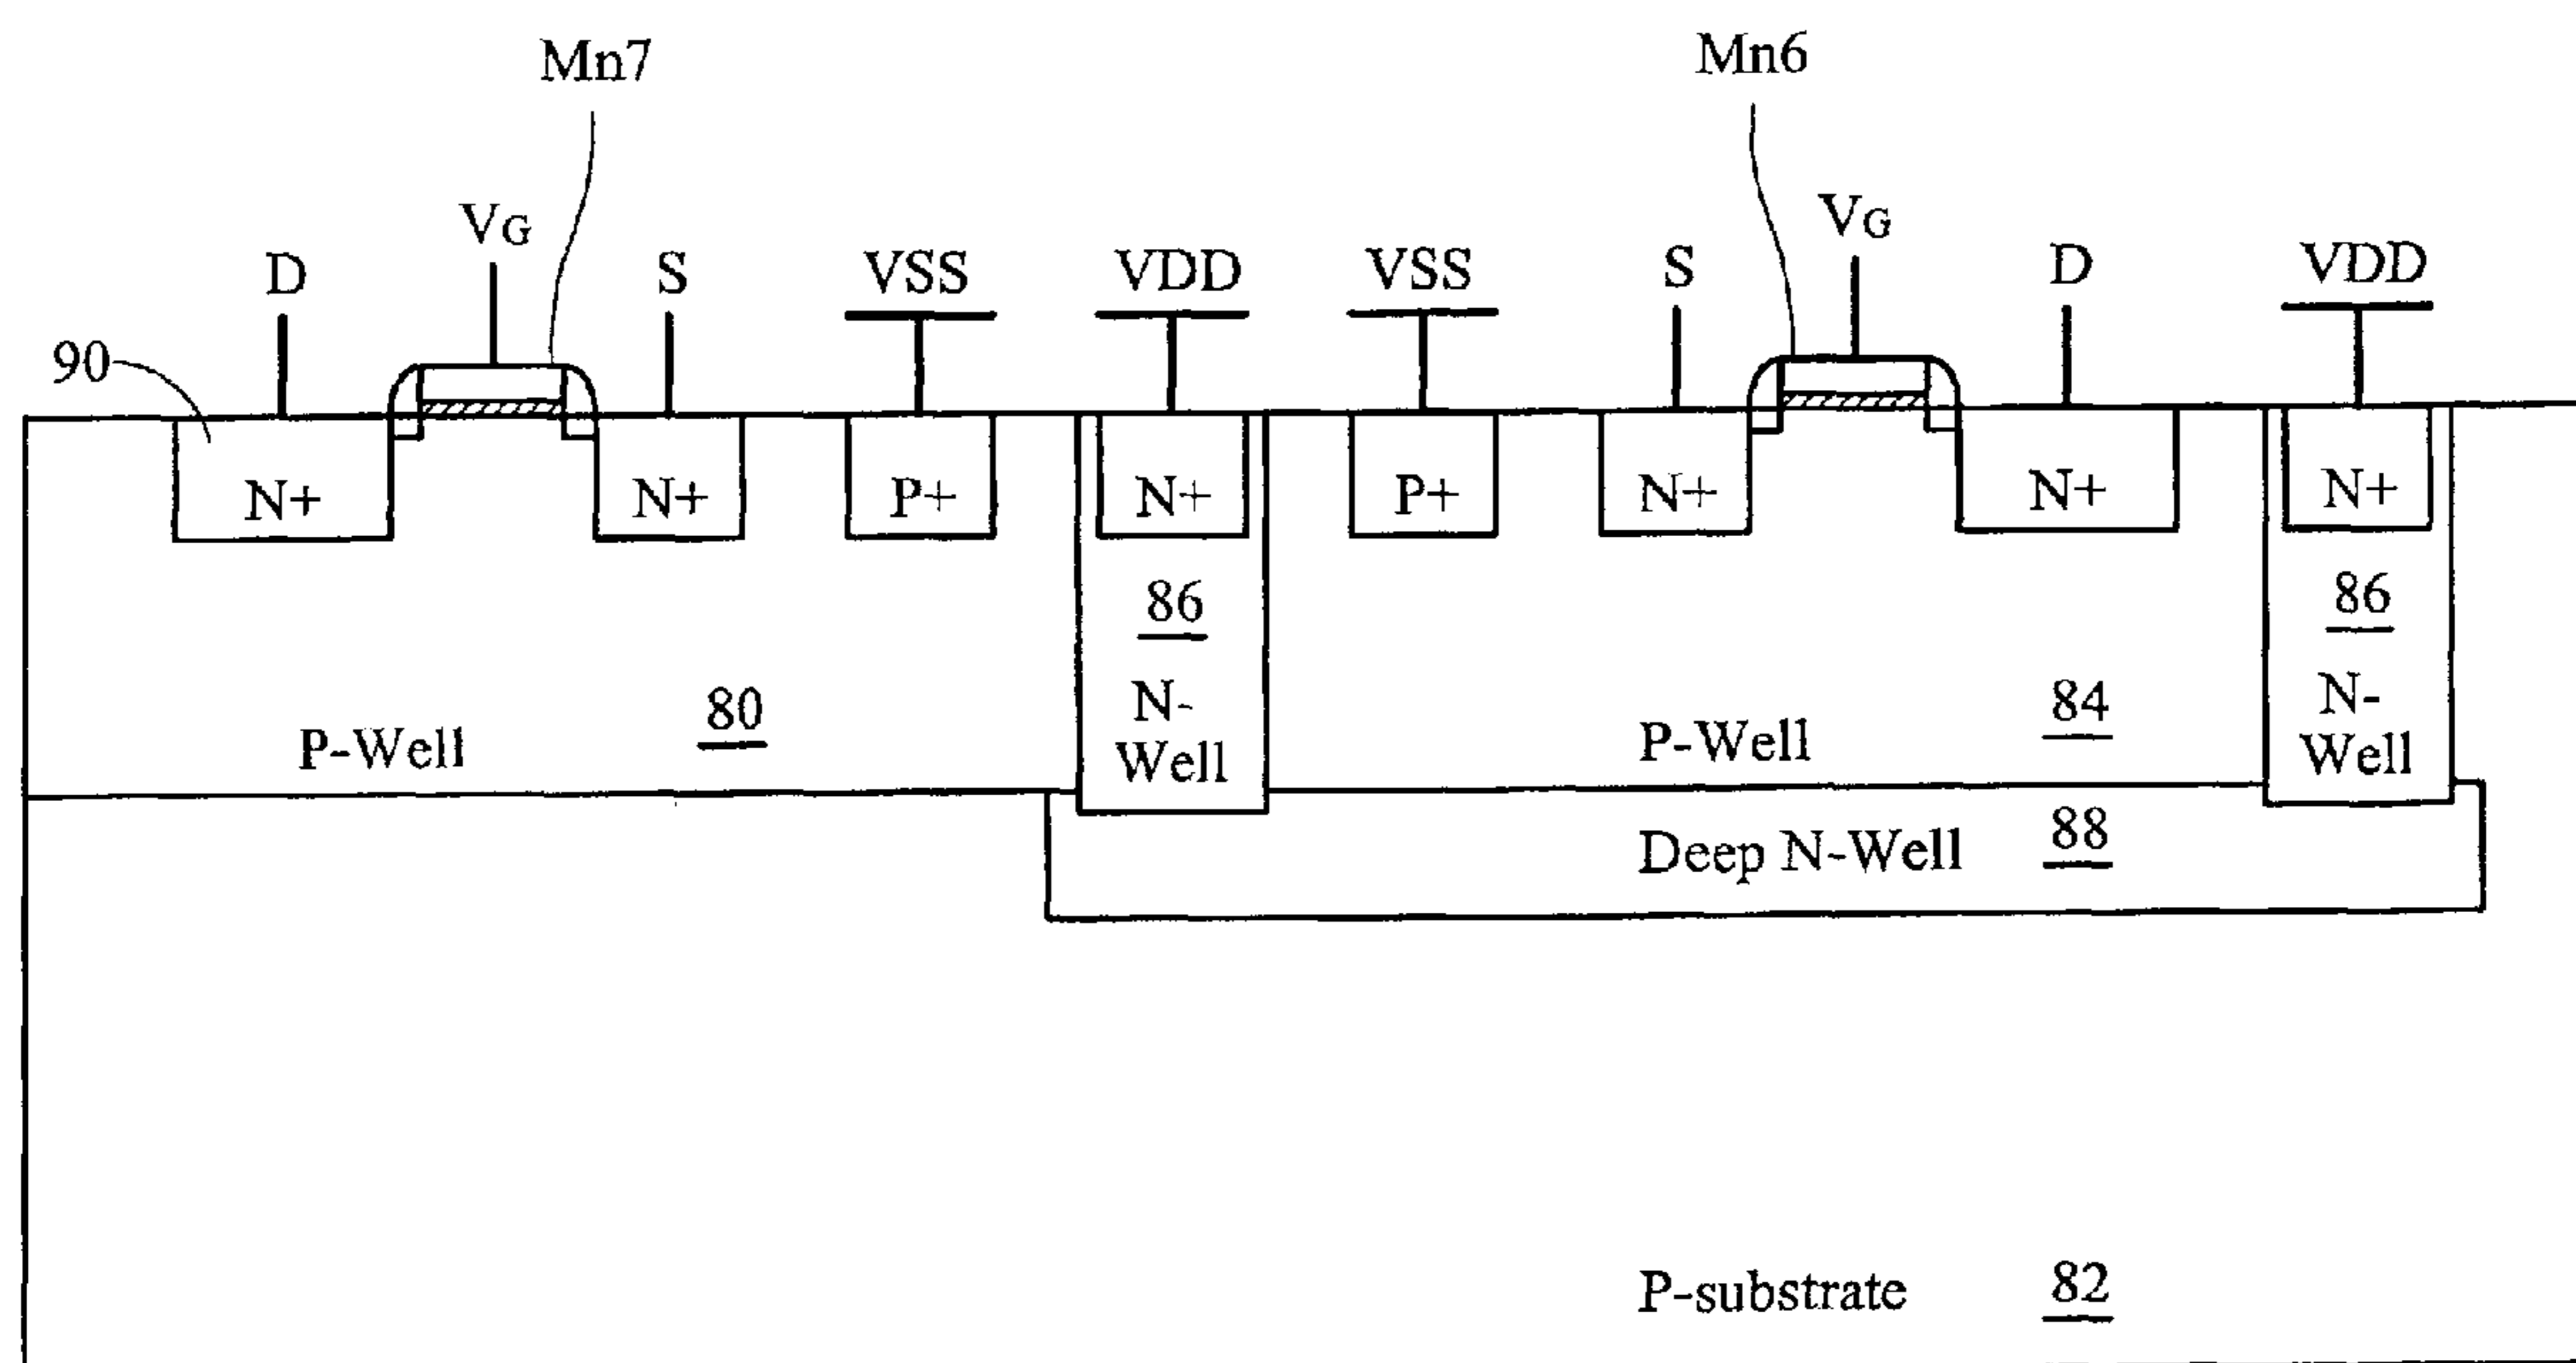 Mn7
Mn6
VG
VG
D
S
VSS
VDD
VSS
S
D
VDD
90
N+
N+
P+
N+
P+
N+
N+
N+
86
N-
Well
86
N-
Well
P-Well
80
P-Well
84
Deep N-Well
88
P-substrate
82